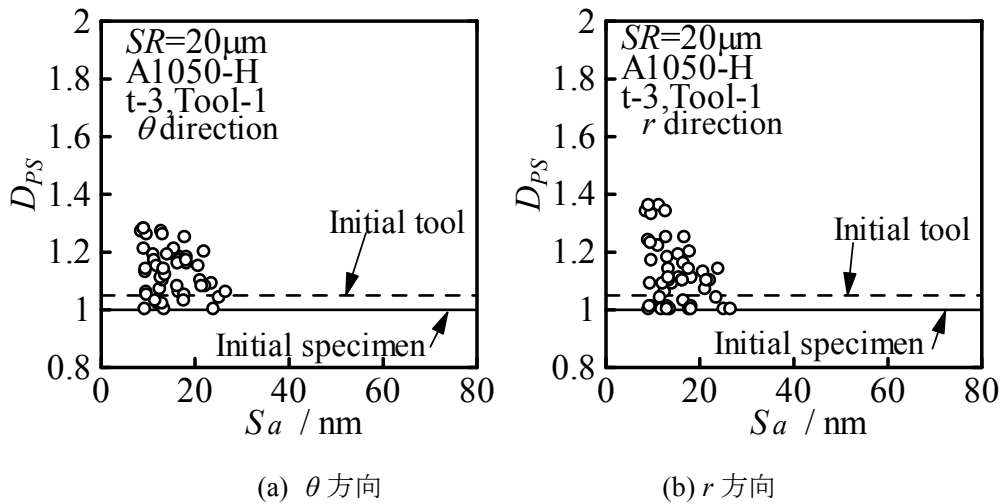 2
1.8
1.6
1.4
1.2
1
0.8
D_PS
SR=20μm
A1050-H
t-3,Tool-1
θ direction
Initial tool
Initial specimen
0 20 40 60 80
Sa / nm
(a) θ 方向
2
1.8
1.6
1.4
1.2
1
0.8
D_PS
SR=20μm
A1050-H
t-3,Tool-1
r direction
Initial tool
Initial specimen
0 20 40 60 80
Sa / nm
(b) r 方向